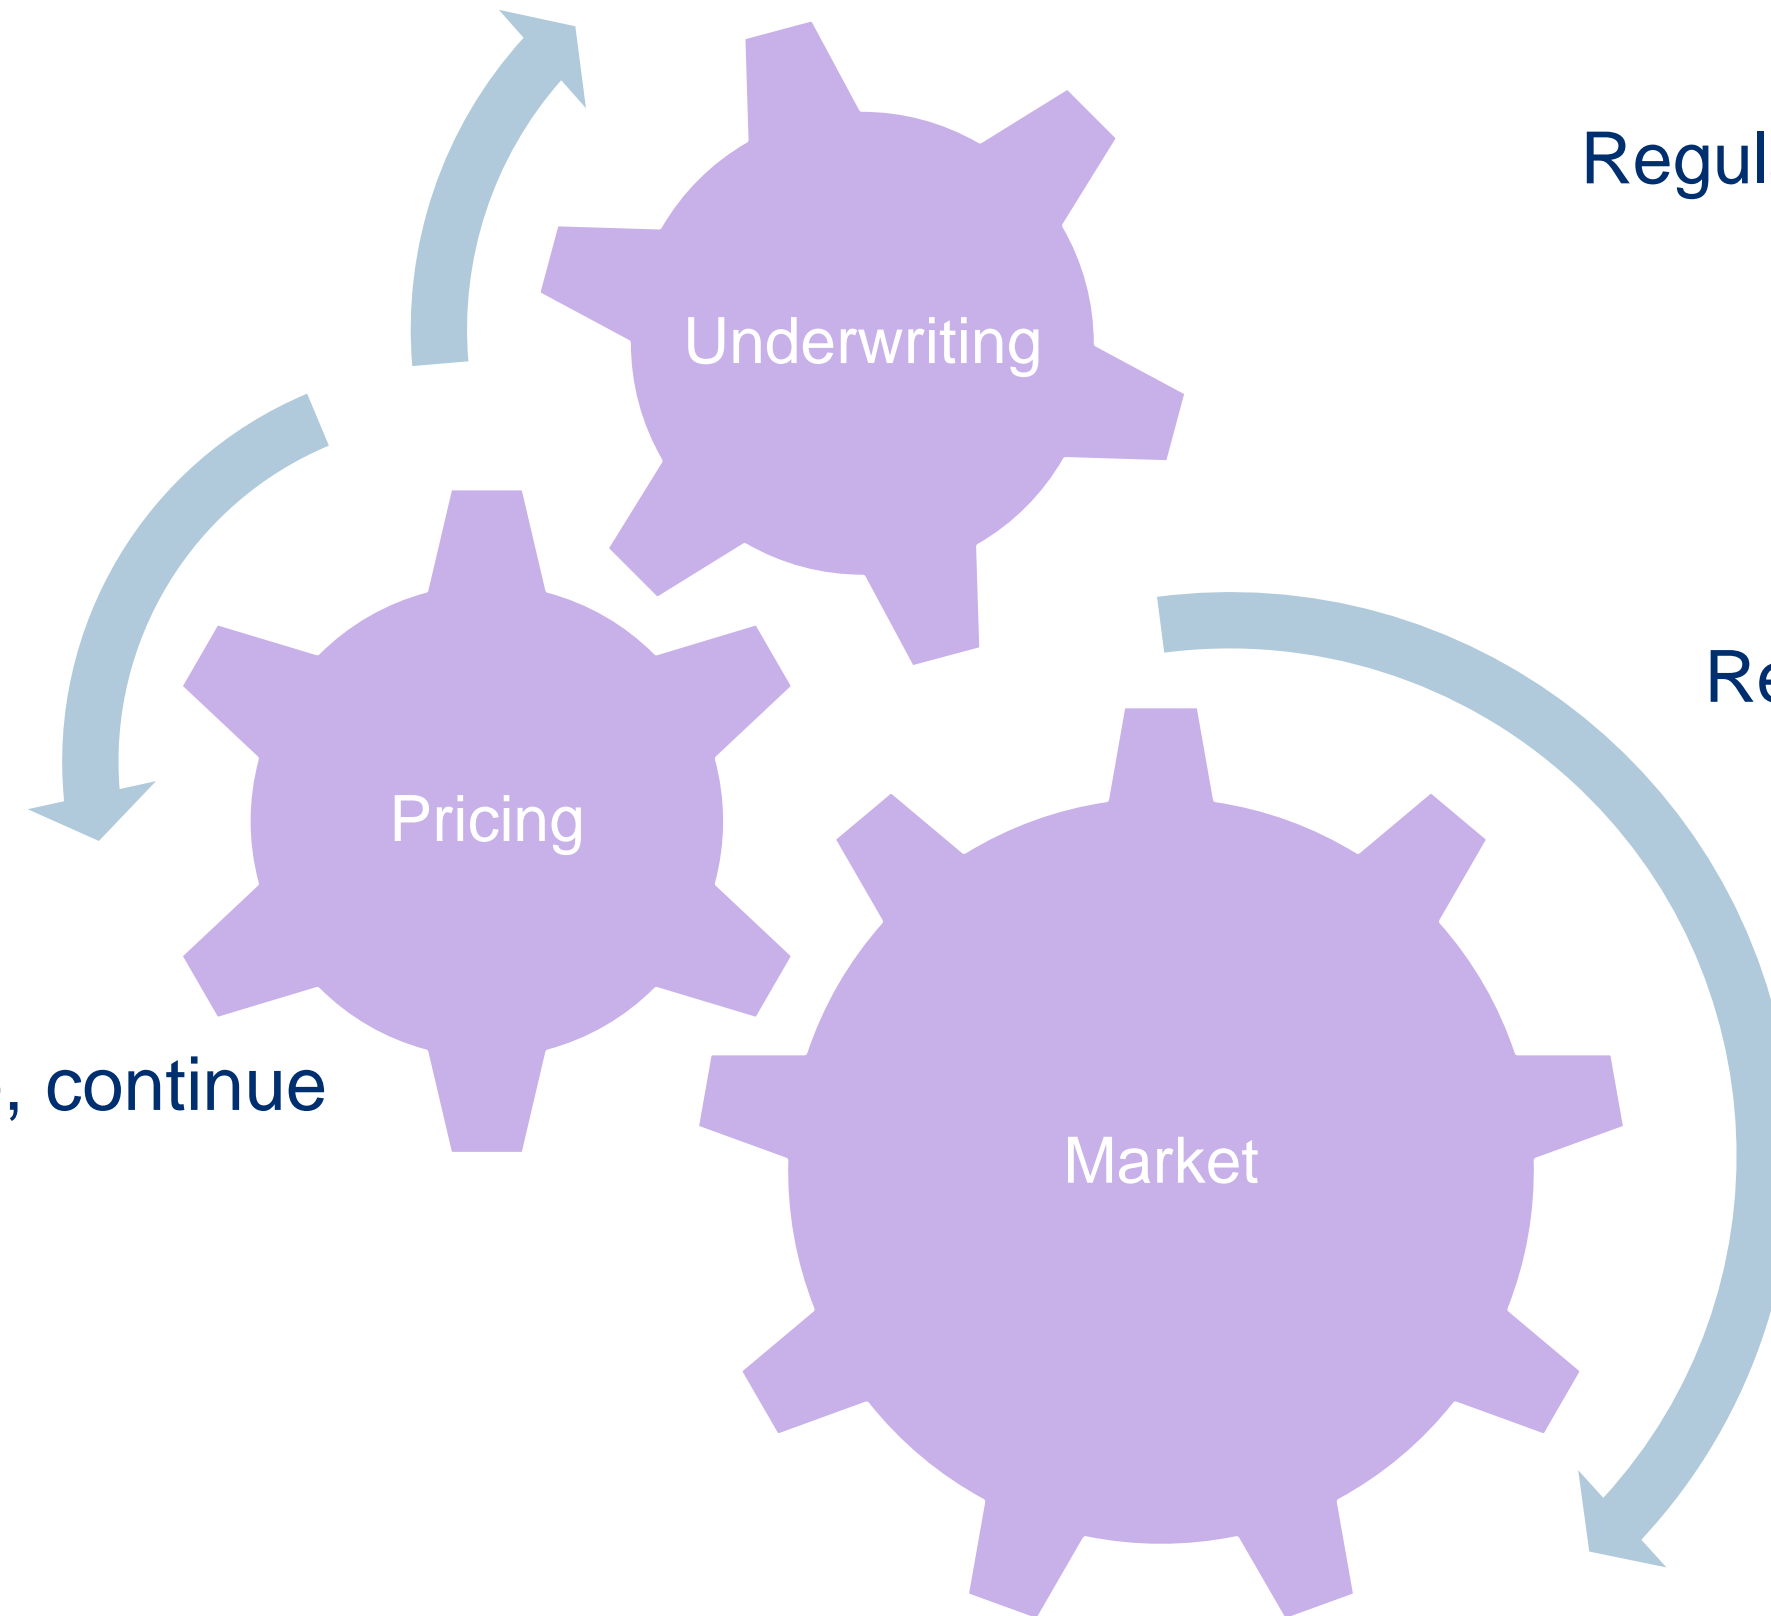 Regul
Underwriting
Re
Pricing
, continue
Market